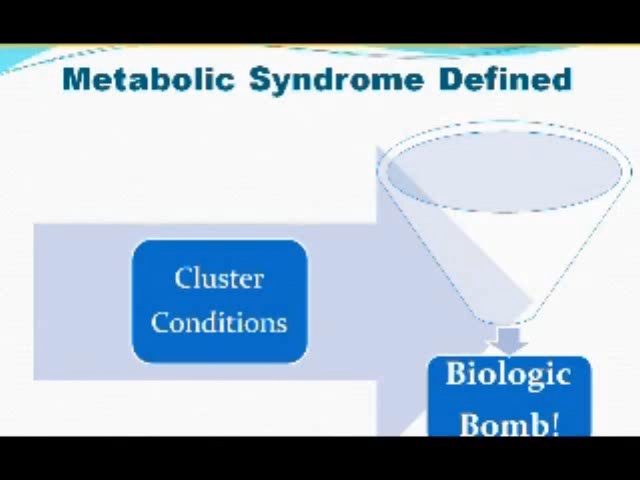 Metabolic Syndrome Defined
Cluster
Conditions
Biologic
Bomb!